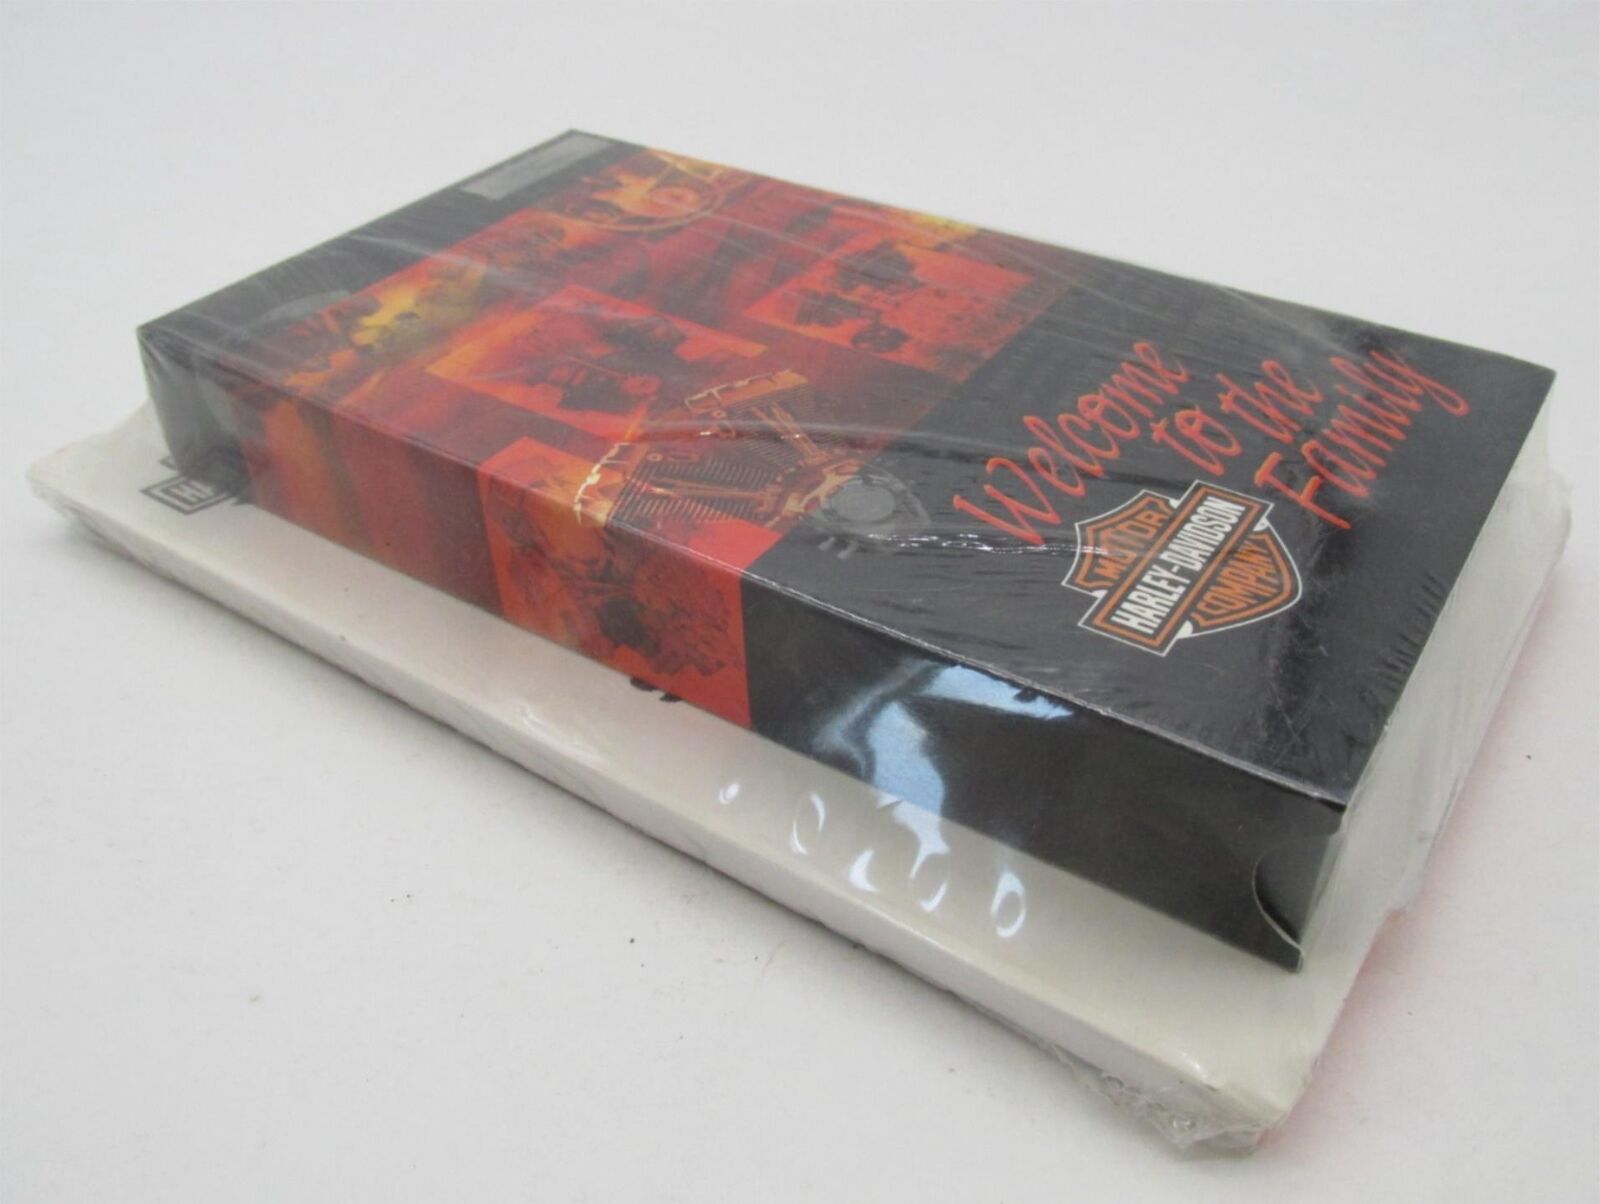 Welcome
to the
Family
MOTOR
HARLEY-DAVIDSON
COMPANY